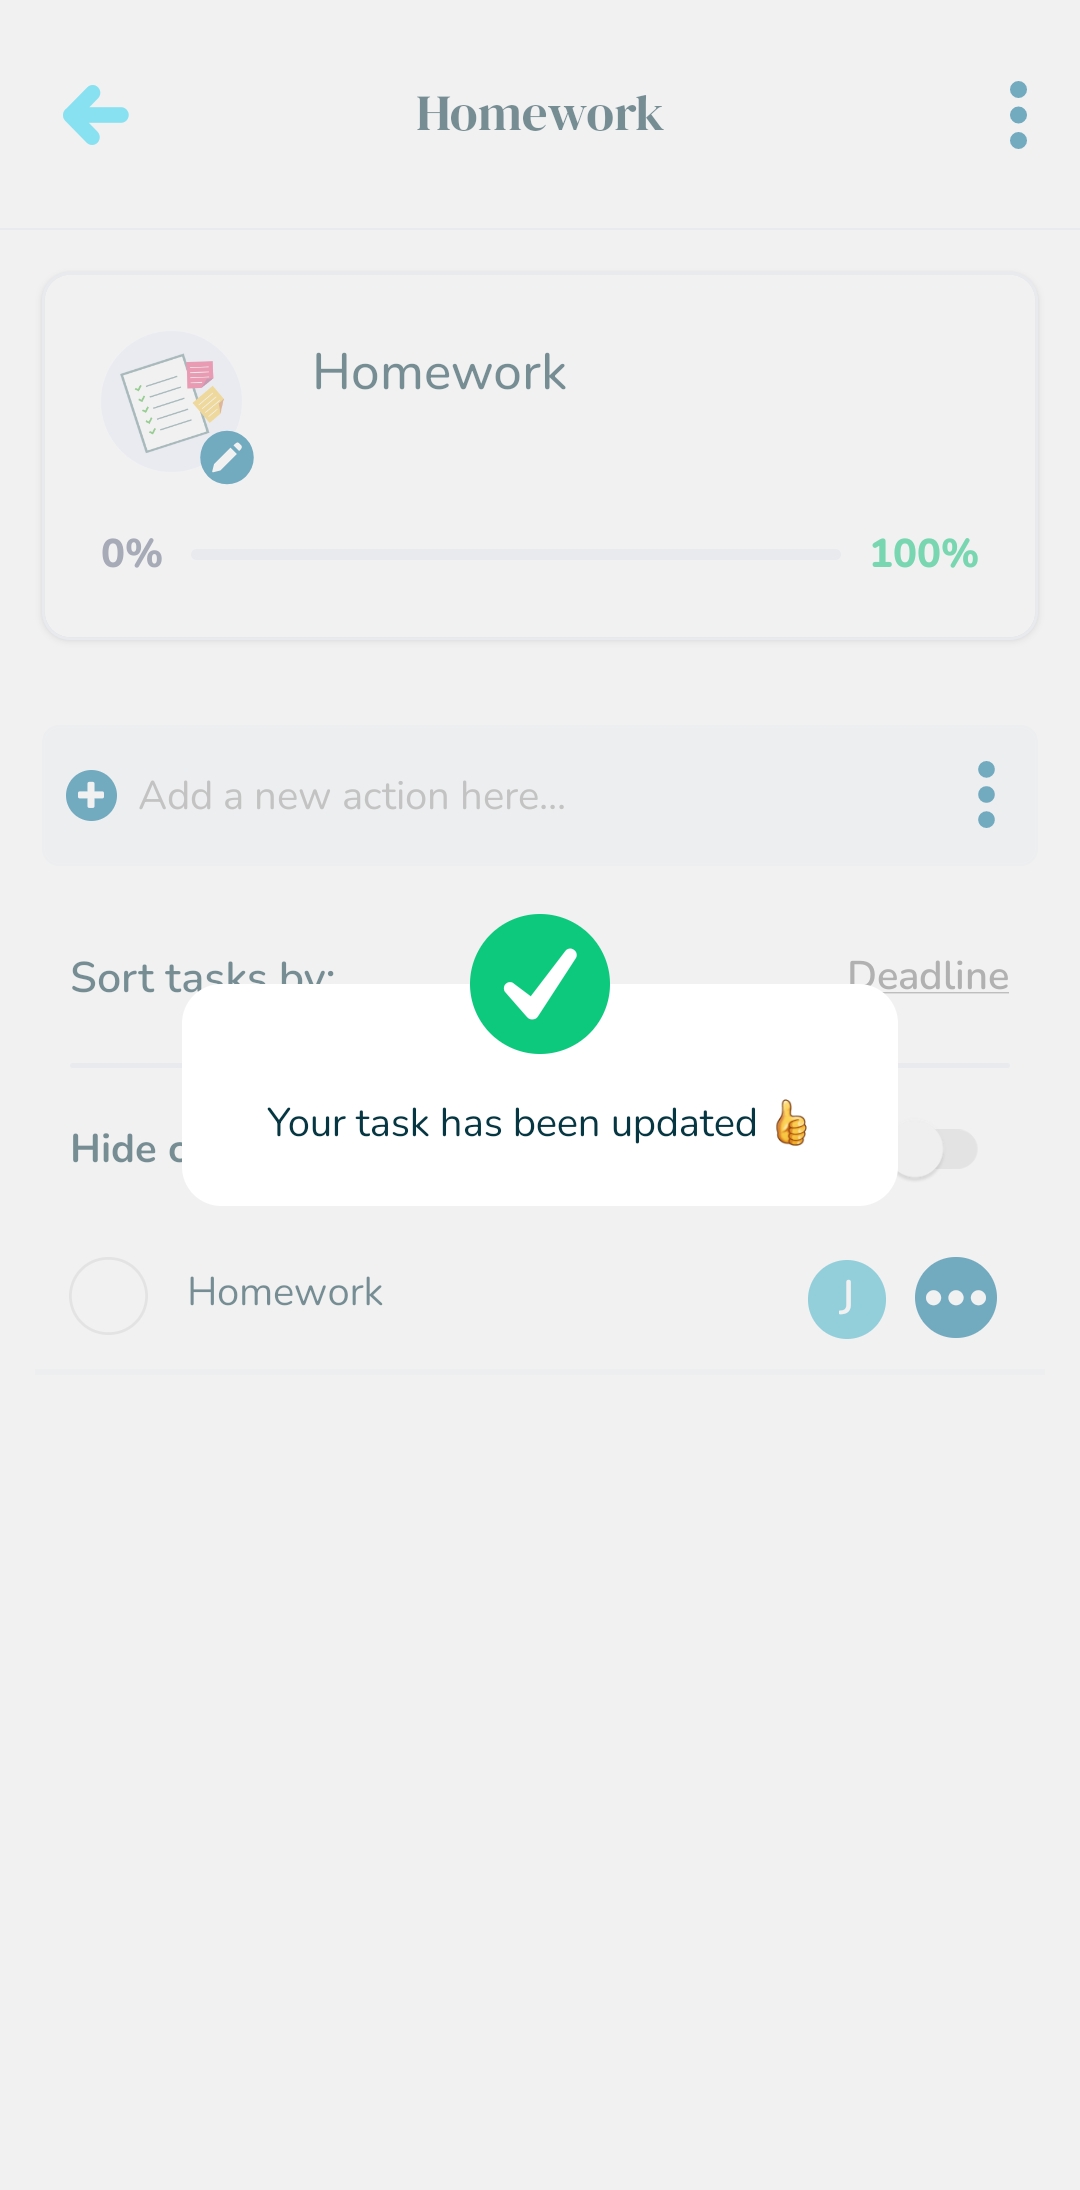 Homework
Homework
0%
100%
Add a new action here...
Sort tasks by:
Deadline
Your task has been updated 👍
Hide
Homework
J